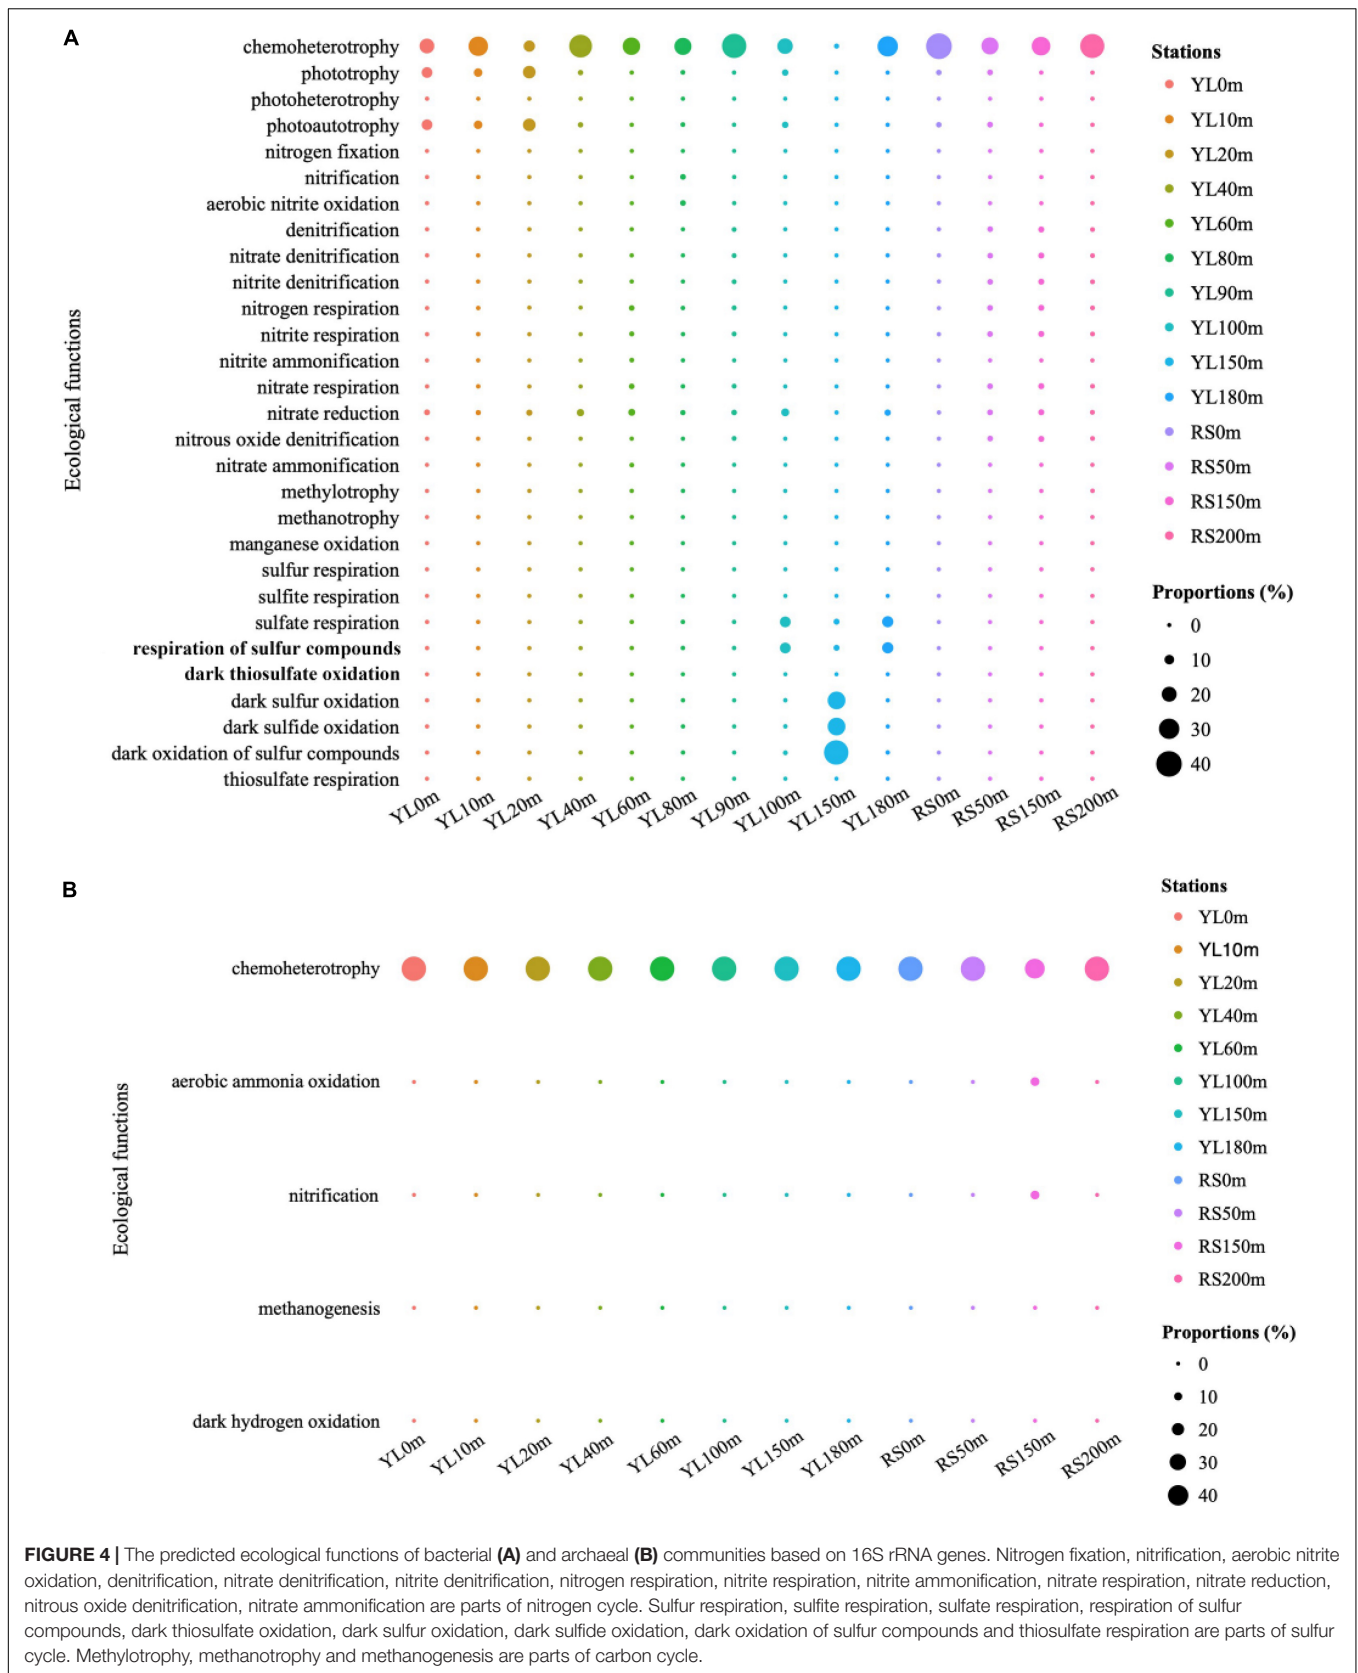 A
chemoheterotrophy
phototrophy
photoheterotrophy
photoautotrophy
nitrogen fixation
nitrification
aerobic nitrite oxidation
denitrification
nitrate denitrification
nitrite denitrification
nitrogen respiration
nitrite respiration
nitrite ammonification
nitrate respiration
nitrate reduction
nitrous oxide denitrification
nitrate ammonification
methylotrophy
methanotrophy
manganese oxidation
sulfur respiration
sulfite respiration
sulfate respiration
respiration of sulfur compounds
dark thiosulfate oxidation
dark sulfur oxidation
dark sulfide oxidation
dark oxidation of sulfur compounds
thiosulfate respiration
Ecological functions
YL0m YL10m YL20m YL40m YL60m YL80m YL90m YL100m YL150m YL180m RS0m RS50m RS150m RS200m
Stations
YL0m
YL10m
YL20m
YL40m
YL60m
YL80m
YL90m
YL100m
YL150m
YL180m
RS0m
RS50m
RS150m
RS200m
Proportions (%)
0
10
20
30
40
B
chemoheterotrophy
aerobic ammonia oxidation
nitrification
methanogenesis
dark hydrogen oxidation
Ecological functions
YL0m YL10m YL20m YL40m YL60m YL100m YL150m YL180m RS0m RS50m RS150m RS200m
Stations
YL0m
YL10m
YL20m
YL40m
YL60m
YL100m
YL150m
YL180m
RS0m
RS50m
RS150m
RS200m
Proportions (%)
0
10
20
30
40
FIGURE 4 | The predicted ecological functions of bacterial (A) and archaeal (B) communities based on 16S rRNA genes. Nitrogen fixation, nitrification, aerobic nitrite
oxidation, denitrification, nitrate denitrification, nitrite denitrification, nitrogen respiration, nitrite respiration, nitrite ammonification, nitrate respiration, nitrate reduction,
nitrous oxide denitrification, nitrate ammonification are parts of nitrogen cycle. Sulfur respiration, sulfite respiration, sulfate respiration, respiration of sulfur
compounds, dark thiosulfate oxidation, dark sulfur oxidation, dark sulfide oxidation, dark oxidation of sulfur compounds and thiosulfate respiration are parts of sulfur
cycle. Methylotrophy, methanotrophy and methanogenesis are parts of carbon cycle.